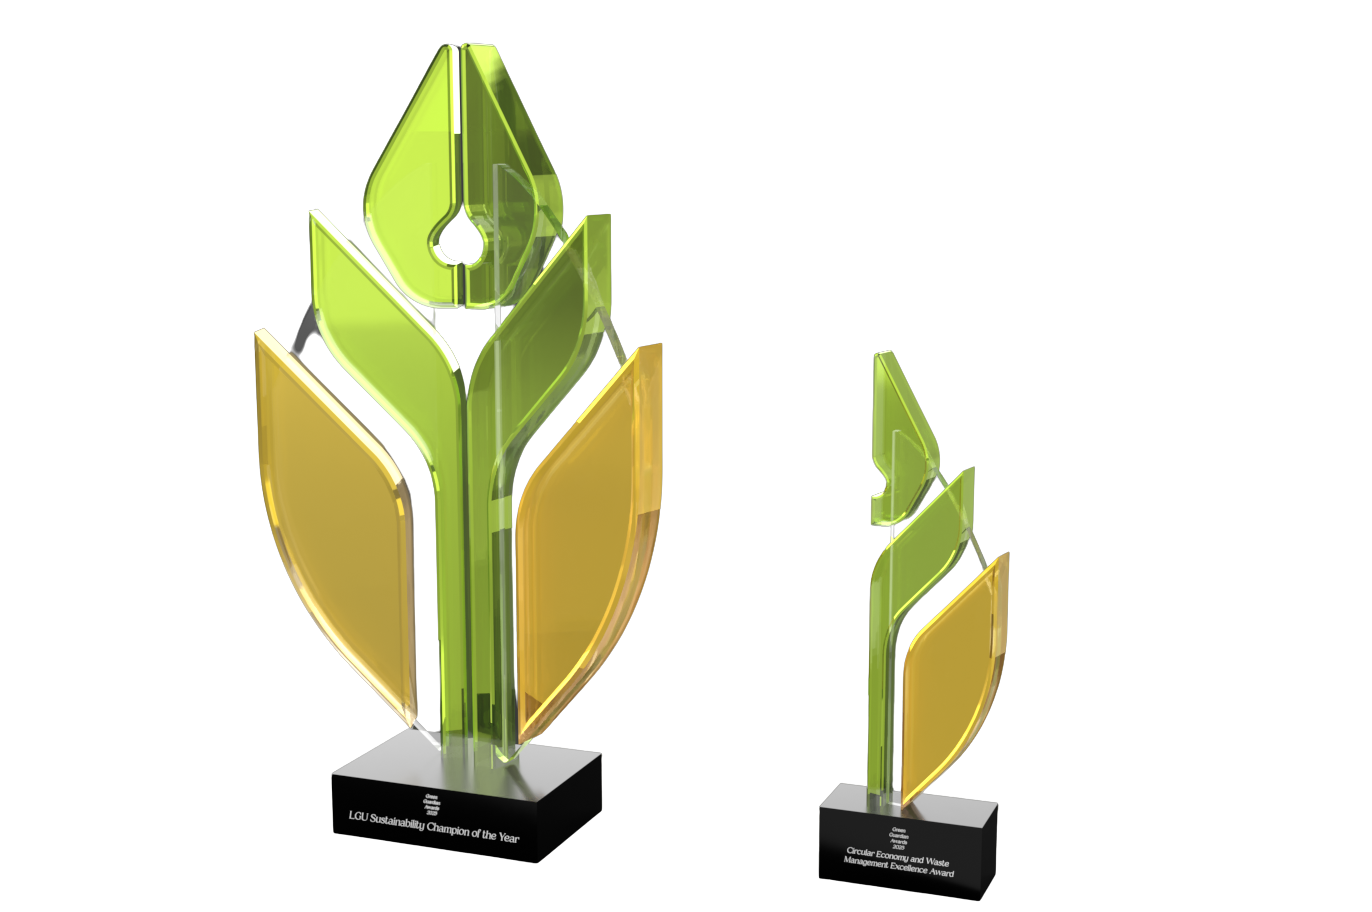 Green
Guardian
Awards
2025
LGU Sustainability Champion of the Year
Green
Guardian
Awards
2025
Circular Economy and Waste
Management Excellence Award